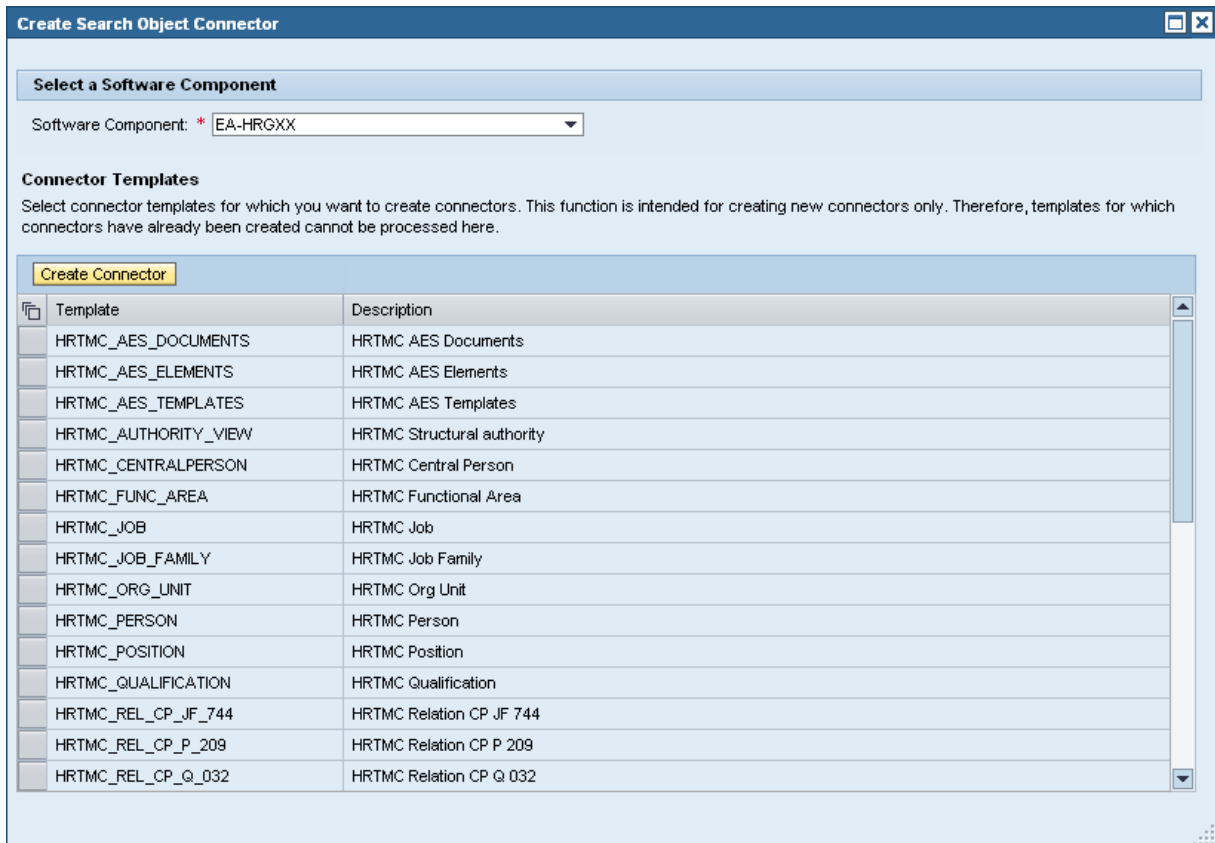 Create Search Object Connector
Select a Software Component
Software Component: * EA-HRGXX
Connector Templates
Select connector templates for which you want to create connectors. This function is intended for creating new connectors only. Therefore, templates for which
connectors have already been created cannot be processed here.
Create Connector
Template Description
HRTMC_AES_DOCUMENTS HRTMC AES Documents
HRTMC_AES_ELEMENTS HRTMC AES Elements
HRTMC_AES_TEMPLATES HRTMC AES Templates
HRTMC_AUTHORITY_VIEW HRTMC Structural authority
HRTMC_CENTRALPERSON HRTMC Central Person
HRTMC_FUNC_AREA HRTMC Functional Area
HRTMC_JOB HRTMC Job
HRTMC_JOB_FAMILY HRTMC Job Family
HRTMC_ORG_UNIT HRTMC Org Unit
HRTMC_PERSON HRTMC Person
HRTMC_POSITION HRTMC Position
HRTMC_QUALIFICATION HRTMC Qualification
HRTMC_REL_CP_JF_744 HRTMC Relation CP JF 744
HRTMC_REL_CP_P_209 HRTMC Relation CP P 209
HRTMC_REL_CP_Q_032 HRTMC Relation CP Q 032